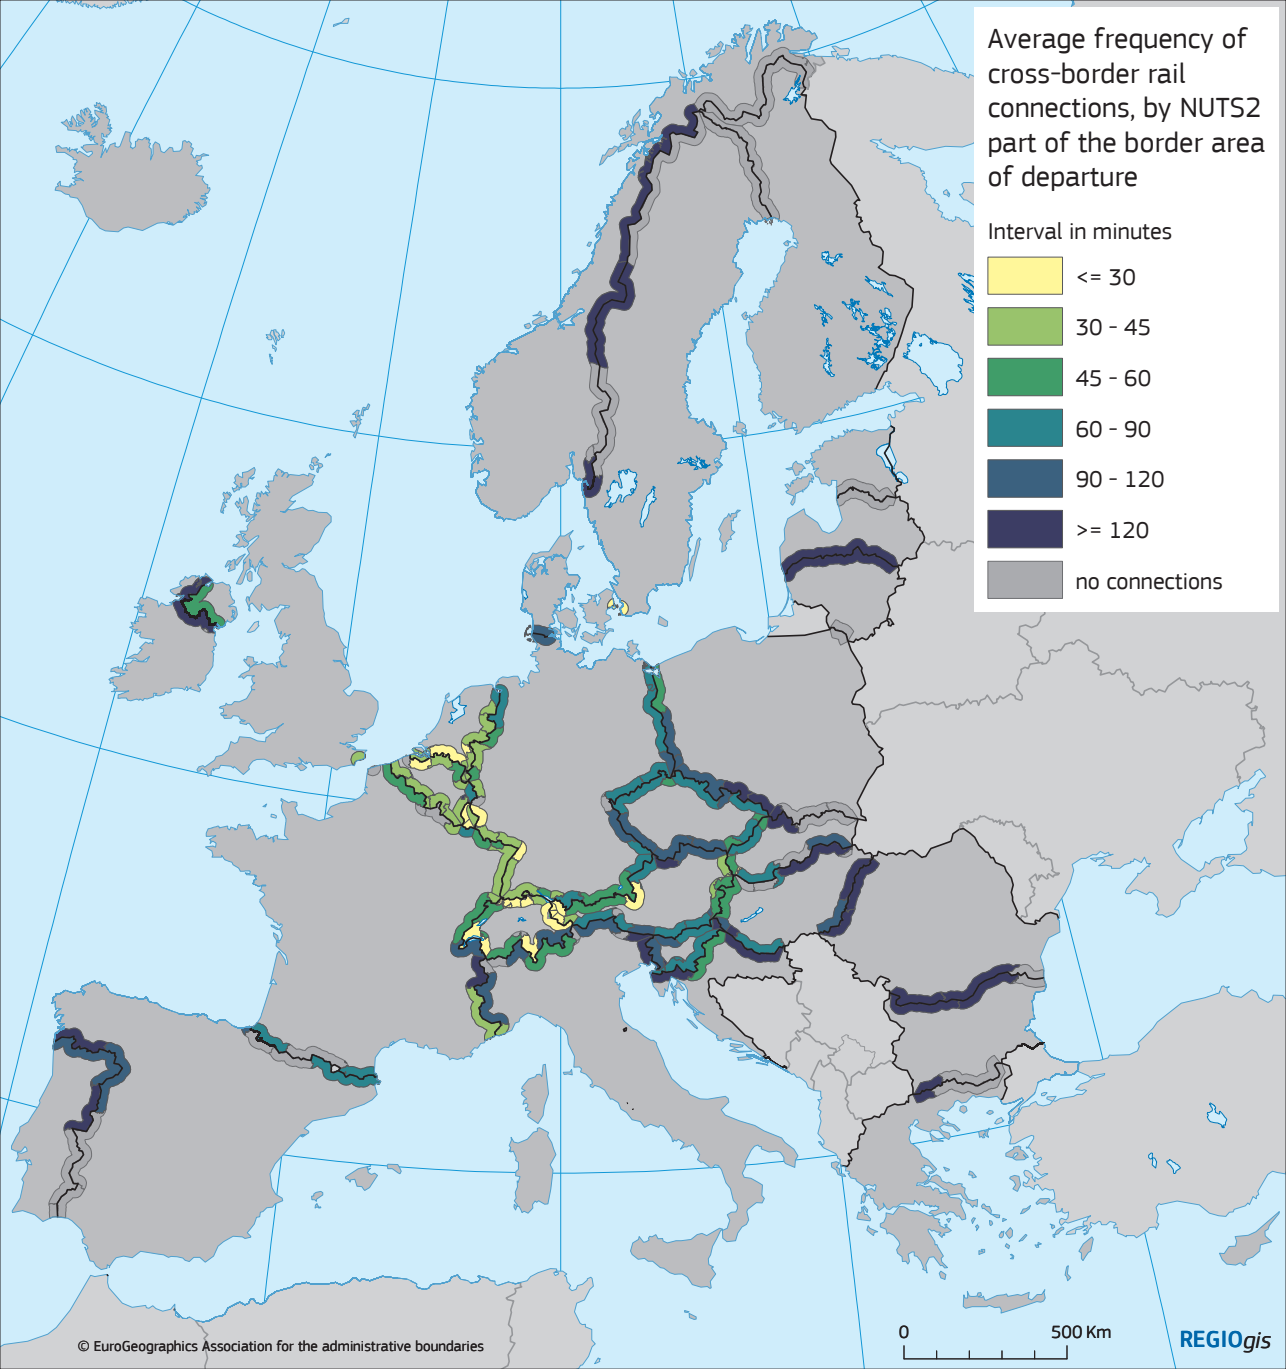 Average frequency of
cross-border rail
connections, by NUTS2
part of the border area
of departure
Interval in minutes
<= 30
30 - 45
45 - 60
60 - 90
90 - 120
>= 120
no connections
0 500 Km
© EuroGeographics Association for the administrative boundaries
REGIOgis